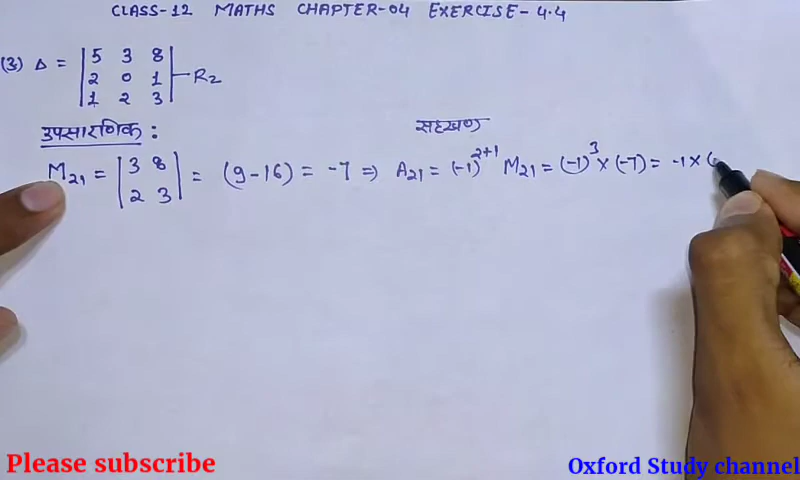 CLASS-12 MATHS CHAPTER-04 EXERCISE-4.4
(3) Δ = |5 3 8|
|2 0 1| — R2
|1 2 3|
उपसारणिक : सहखण्ड
M21 = |3 8| = (9-16) = -7 ⇒ A21 = (-1)^2+1 M21 = (-1)^3 × (-7) = -1 × (
|2 3|
Please subscribe
Oxford Study channel